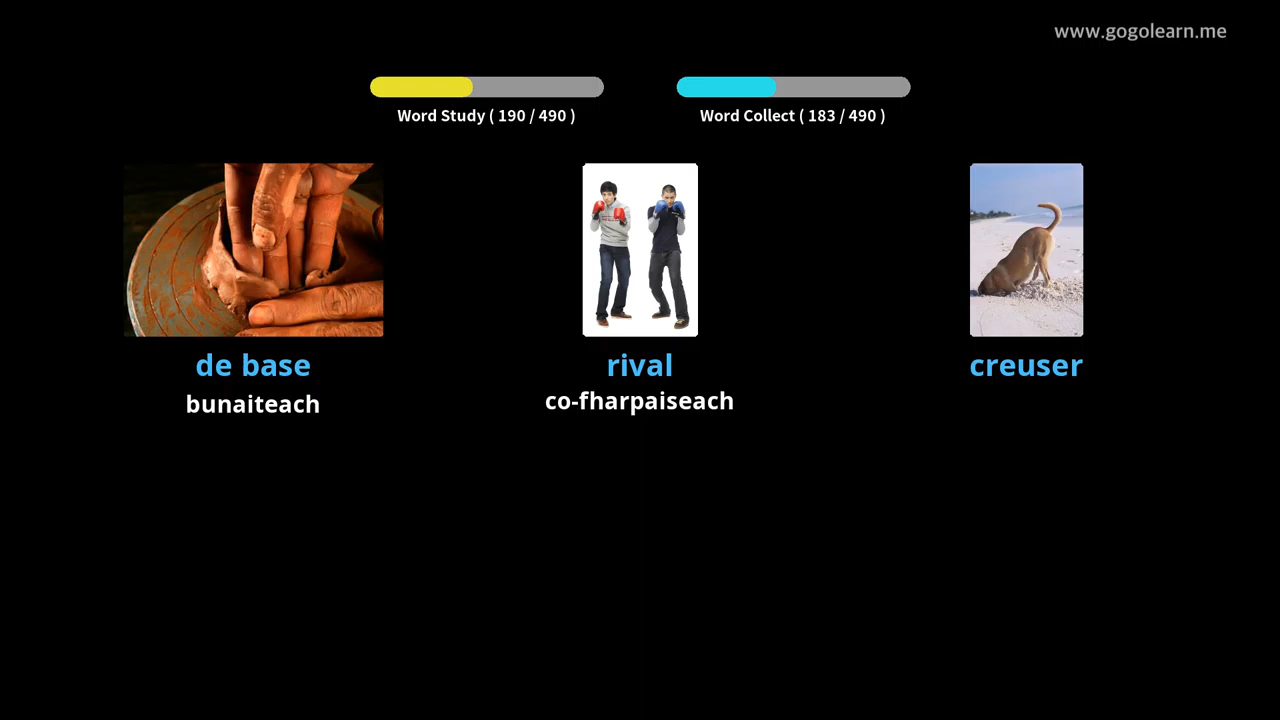 www.gogolearn.me
Word Study ( 190 / 490 )
Word Collect ( 183 / 490 )
de base
bunaiteach
rival
co-fharpaiseach
creuser